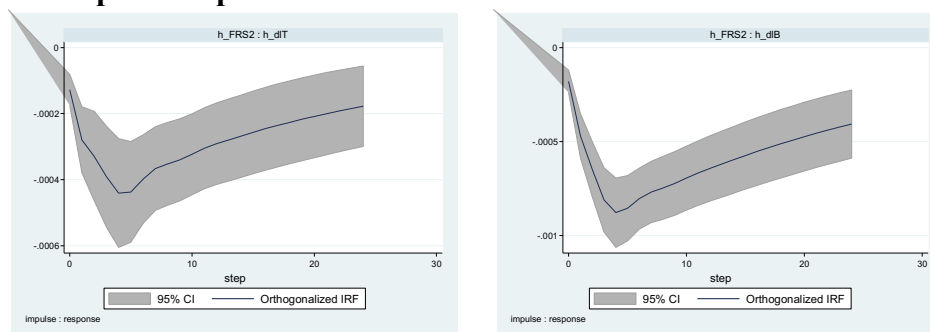 h_FRS2 : h_dlT
0
-.0002
-.0004
-.0006
0 10 20 30
step
95% CI Orthogonalized IRF
impulse : response
h_FRS2 : h_dlB
0
-.0005
-.001
0 10 20 30
step
95% CI Orthogonalized IRF
impulse : response